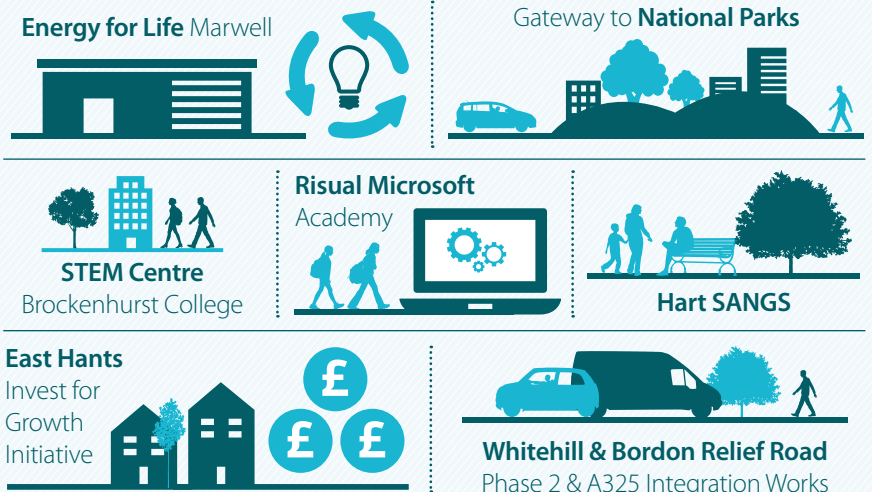 Energy for Life Marwell
Gateway to National Parks
STEM Centre
Brockenhurst College
Risual Microsoft
Academy
Hart SANGS
East Hants
Invest for
Growth
Initiative
£
£
£
Whitehill & Bordon Relief Road
Phase 2 & A325 Integration Works